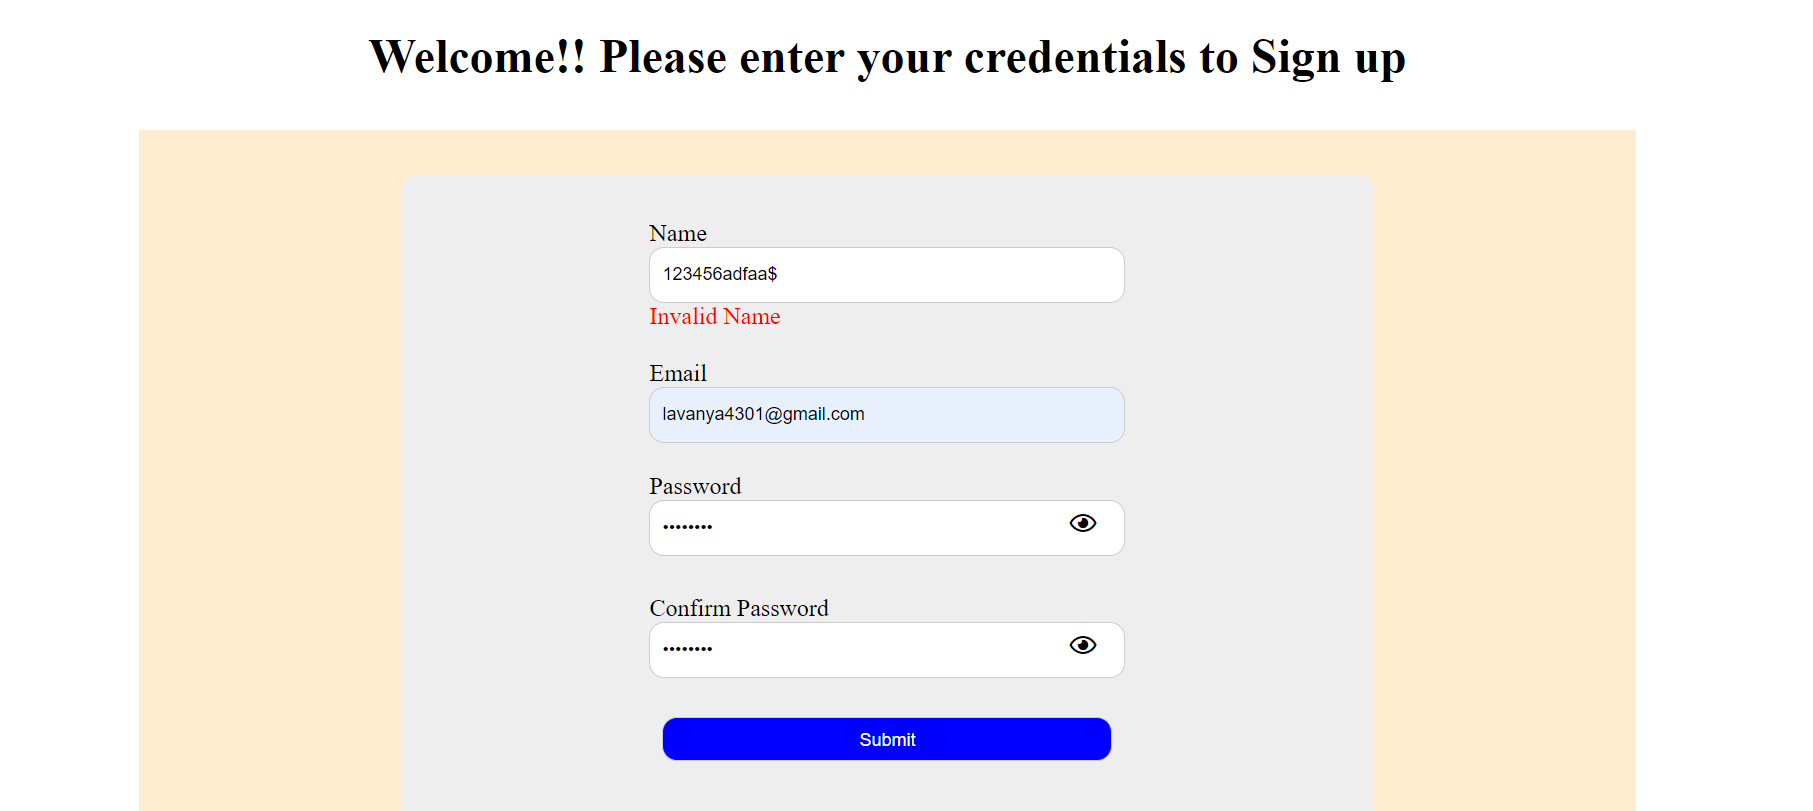 Welcome!! Please enter your credentials to Sign up
Name
123456adfaa$
Invalid Name
Email
lavanya4301@gmail.com
Password
••••••••
Confirm Password
••••••••
Submit